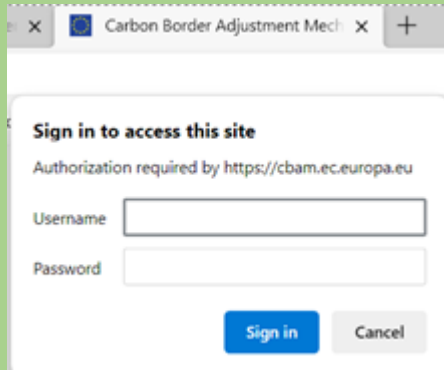 Carbon Border Adjustment Mech
Sign in to access this site
Authorization required by https://cbam.ec.europa.eu
Username
Password
Sign in Cancel